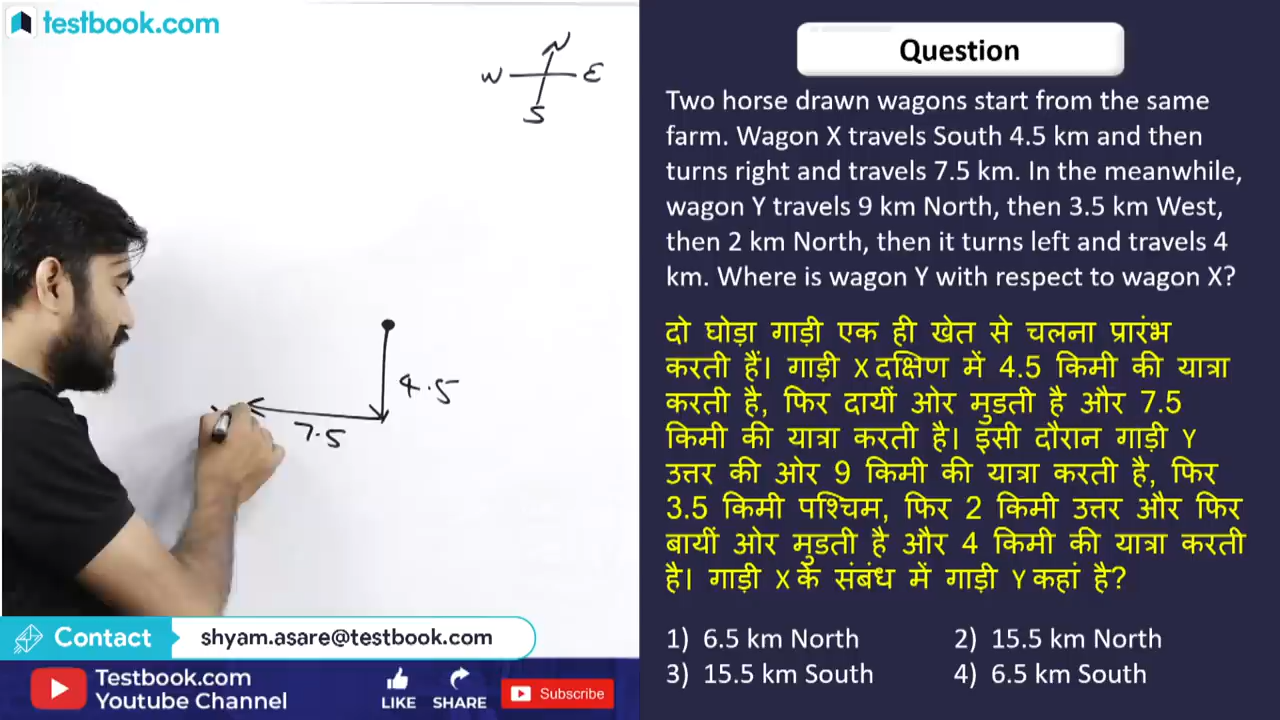 testbook.com
N
W E
S
4.5
7.5
Question
Two horse drawn wagons start from the same
farm. Wagon X travels South 4.5 km and then
turns right and travels 7.5 km. In the meanwhile,
wagon Y travels 9 km North, then 3.5 km West,
then 2 km North, then it turns left and travels 4
km. Where is wagon Y with respect to wagon X?
दो घोड़ा गाड़ी एक ही खेत से चलना प्रारंभ
करती हैं। गाड़ी X दक्षिण में 4.5 किमी की यात्रा
करती है, फिर दायीं ओर मुडती है और 7.5
किमी की यात्रा करती है। इसी दौरान गाड़ी Y
उत्तर की ओर 9 किमी की यात्रा करती है, फिर
3.5 किमी पश्चिम, फिर 2 किमी उत्तर और फिर
बायीं ओर मुडती है और 4 किमी की यात्रा करती
है। गाड़ी X के संबंध में गाड़ी Y कहां है?
1) 6.5 km North 2) 15.5 km North
3) 15.5 km South 4) 6.5 km South
Contact shyam.asare@testbook.com
Testbook.com
Youtube Channel
LIKE SHARE Subscribe